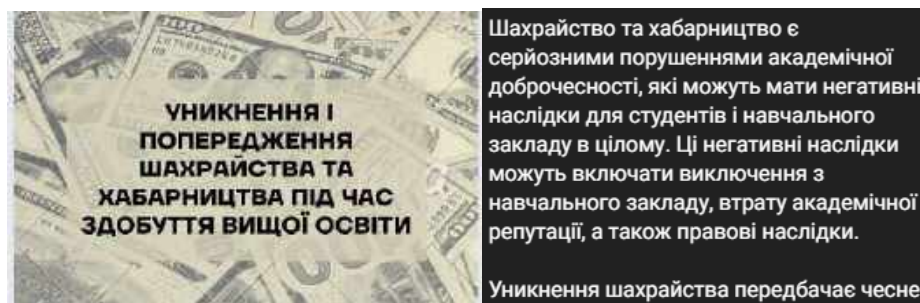 УНИКНЕННЯ І
ПОПЕРЕДЖЕННЯ
ШАХРАЙСТВА ТА
ХАБАРНИЦТВА ПІД ЧАС
ЗДОБУТТЯ ВИЩОЇ ОСВІТИ
Шахрайство та хабарництво є
серйозними порушеннями академічної
доброчесності, які можуть мати негативні
наслідки для студентів і навчального
закладу в цілому. Ці негативні наслідки
можуть включати виключення з
навчального закладу, втрату академічної
репутації, а також правові наслідки.
Уникнення шахрайства передбачає чесне